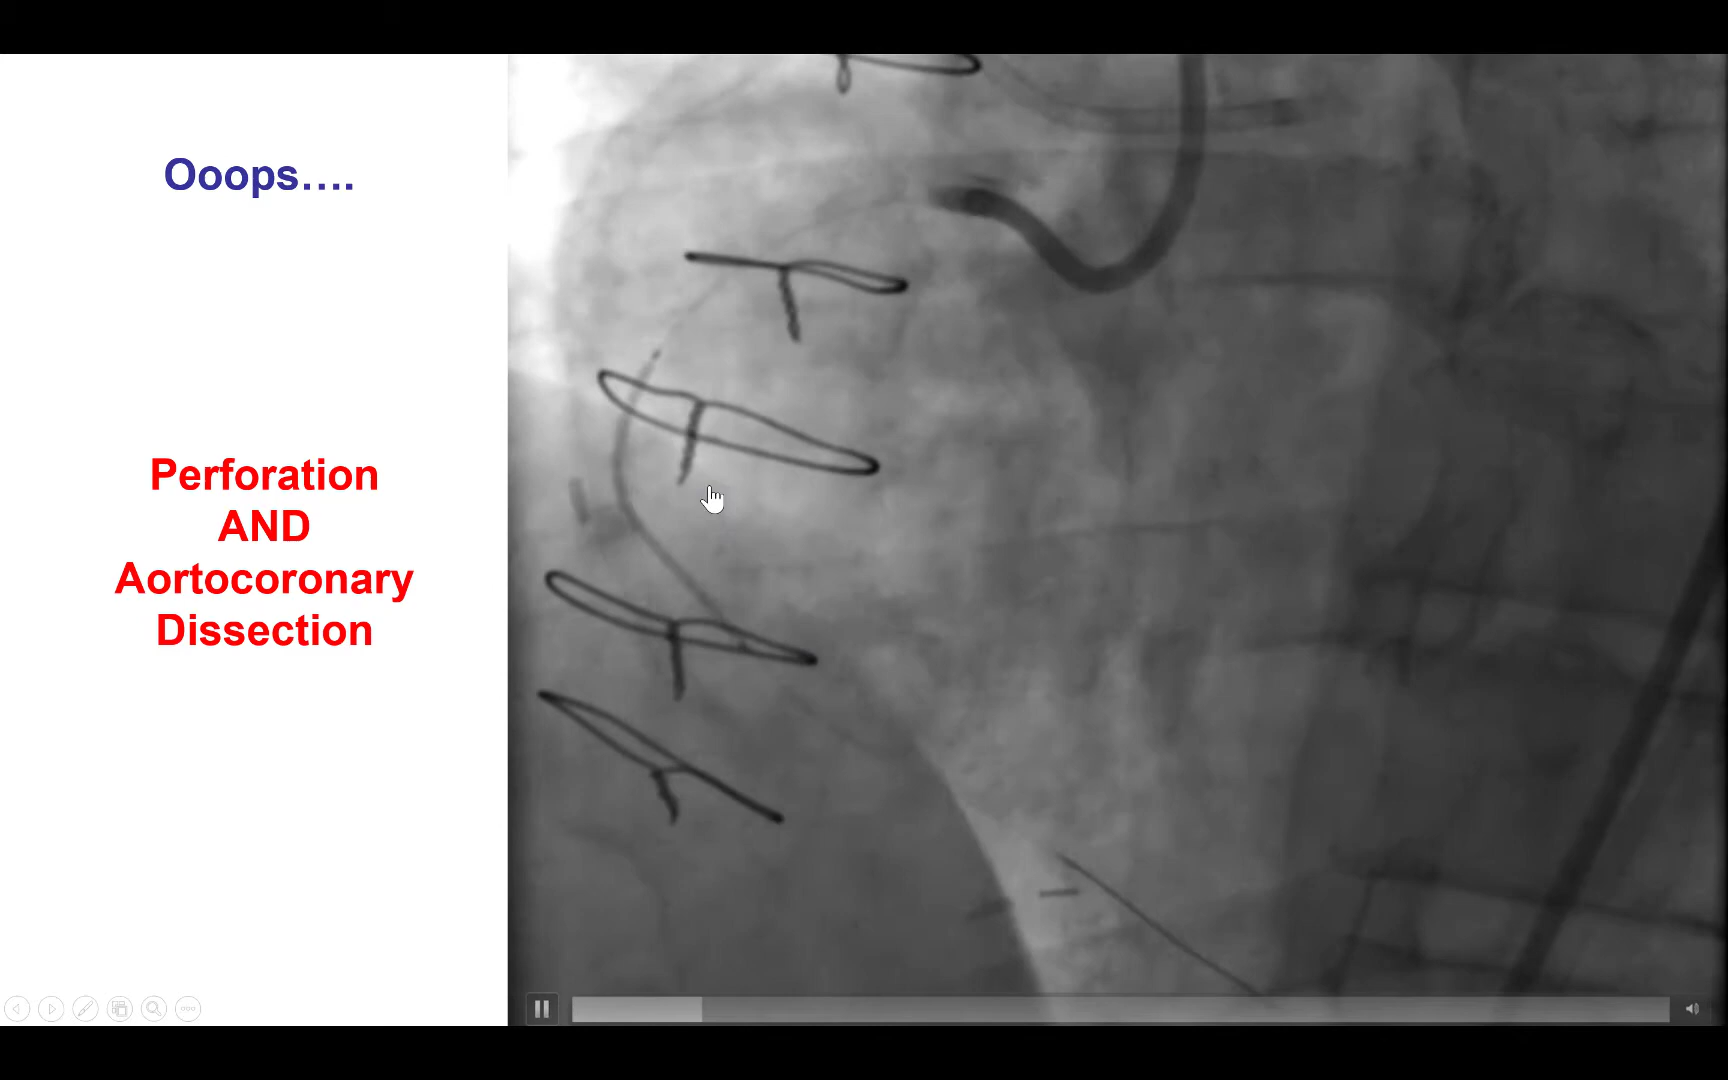 Ooops....
Perforation
AND
Aortocoronary
Dissection